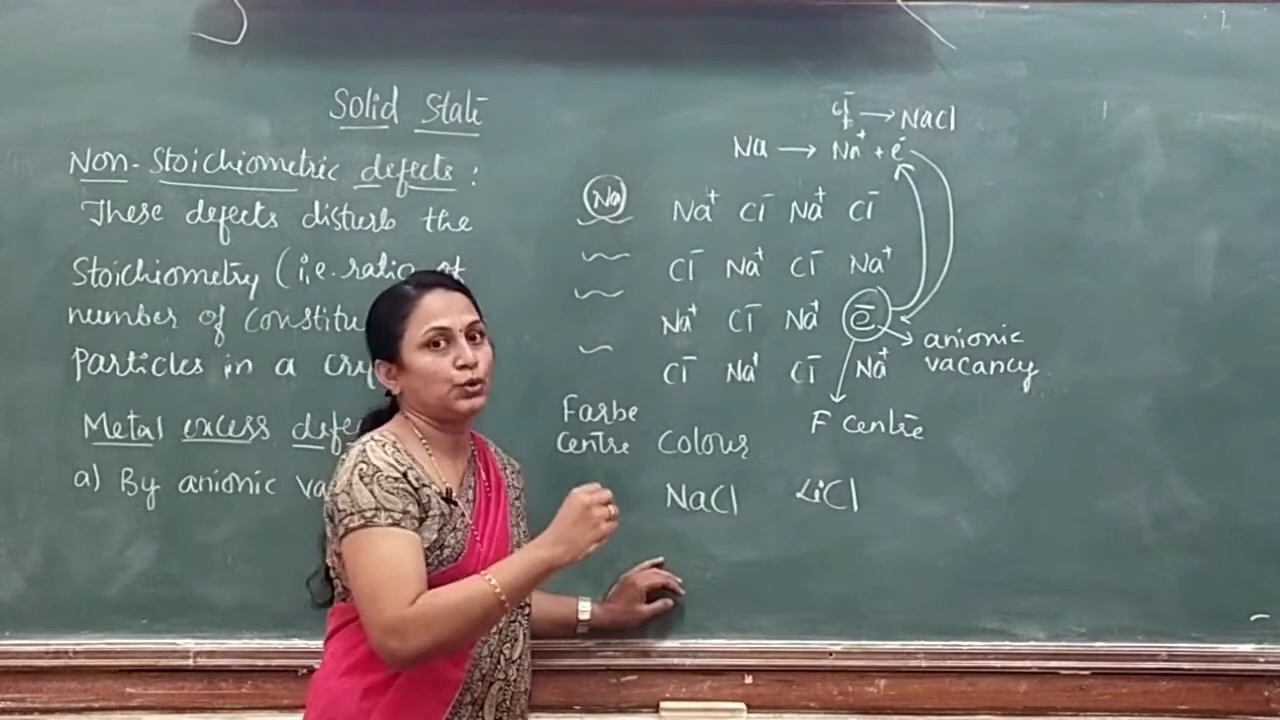 Solid State
Non-Stoichiometric defects :
These defects disturb the
Stoichiometry (i,e. ratio of
number of Constitu
Particles in a cry
Metal excess defe
a) By anionic va
Cl⁻ → NaCl
Na → Na⁺ + e⁻
Na
Na⁺ Cl⁻ Na⁺ Cl⁻
Cl⁻ Na⁺ Cl⁻ Na⁺
Na⁺ Cl⁻ Na⁺ e⁻
anionic
vacancy
Cl⁻ Na⁺ Cl⁻ Na⁺
F Centre
Farbe
Centre Colour
NaCl LiCl